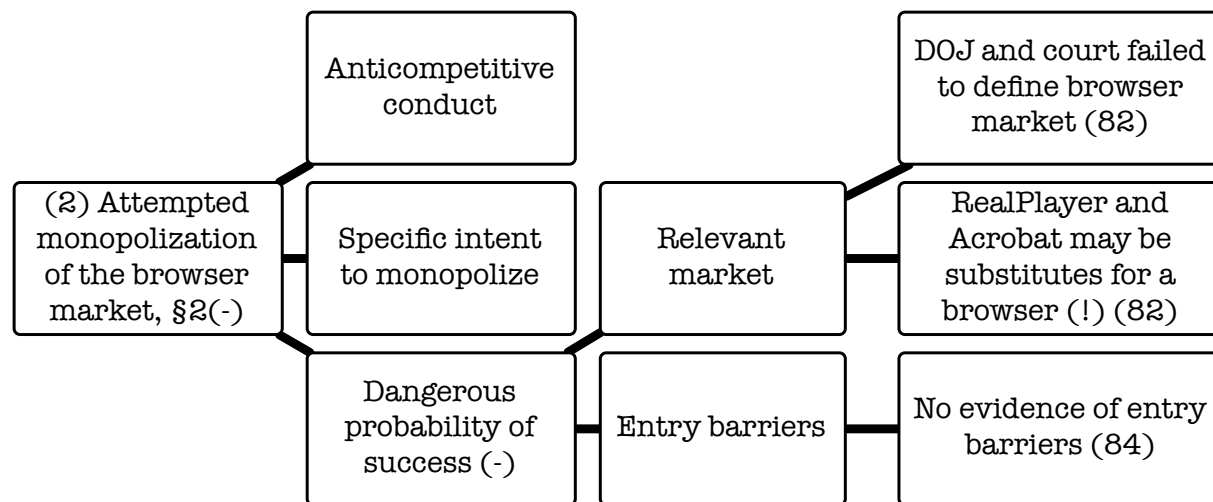 (2) Attempted
monopolization
of the browser
market, §2(-)
Anticompetitive
conduct
Specific intent
to monopolize
Dangerous
probability of
success (-)
Relevant
market
Entry barriers
DOJ and court failed
to define browser
market (82)
RealPlayer and
Acrobat may be
substitutes for a
browser (!) (82)
No evidence of entry
barriers (84)